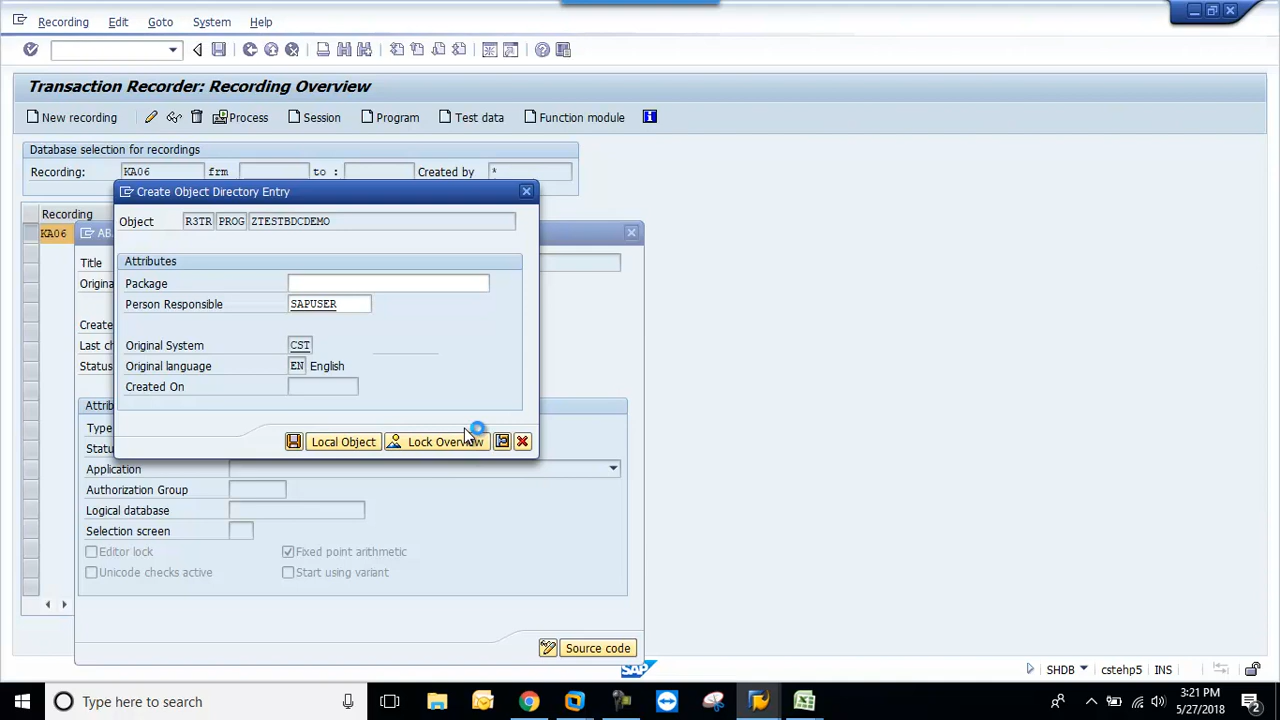 Recording Edit Goto System Help
Transaction Recorder: Recording Overview
New recording Process Session Program Test data Function module
Database selection for recordings
Recording: KA06 frm to : Created by *
Create Object Directory Entry
Recording
Object R3TR PROG ZTESTBDCDEMO
KA06 AB
Attributes
Title
Package
Origina
Person Responsible SAPUSER
Create
Original System CST
Last ch
Original language EN English
Status
Created On
Attrib
Type
Local Object Lock Overview
Statu
Application
Authorization Group
Logical database
Selection screen
Editor lock Fixed point arithmetic
Unicode checks active Start using variant
Source code
SAP SHDB cstehp5 INS
Type here to search
3:21 PM
5/27/2018
2